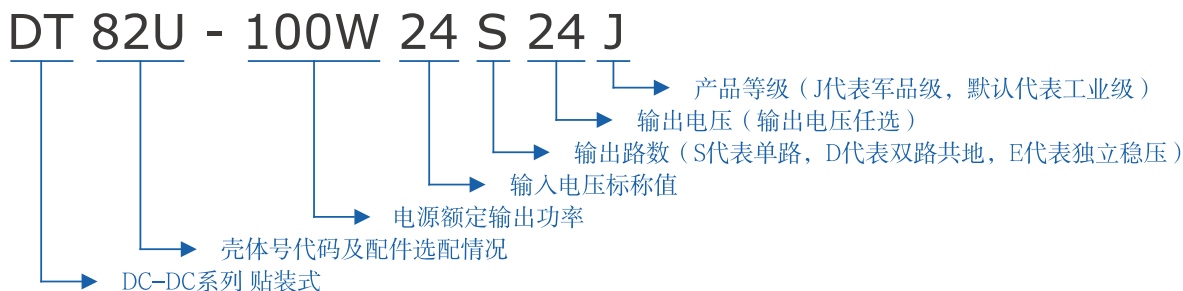 DT 82U - 100W 24 S 24 J
产品等级（J代表军品级，默认代表工业级）
输出电压（输出电压任选）
输出路数（S代表单路，D代表双路共地，E代表独立稳压）
输入电压标称值
电源额定输出功率
壳体号代码及配件选配情况
DC-DC系列 贴装式